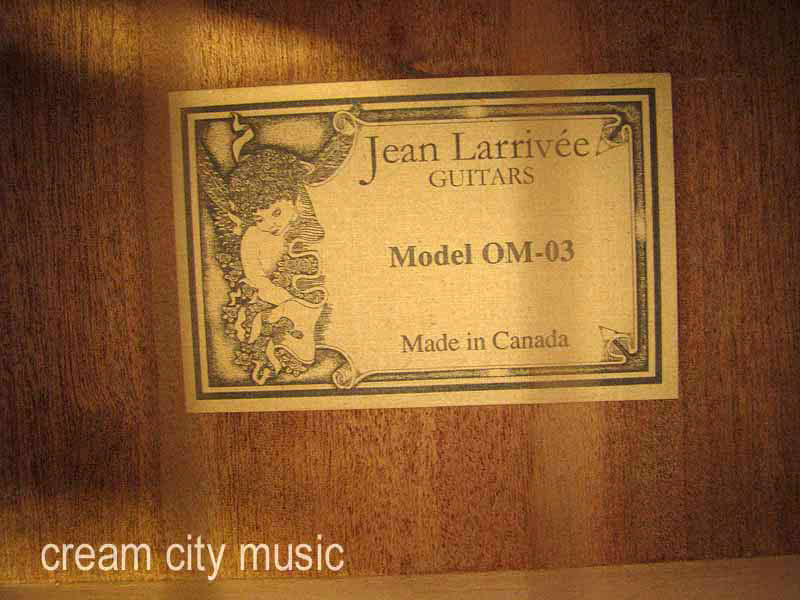 Jean Larrivée
GUITARS
Model OM-03
Made in Canada
cream city music